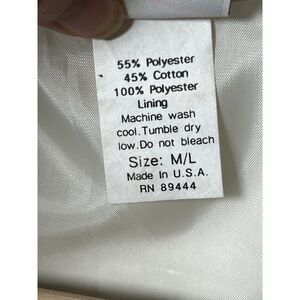 55% Polyester
45% Cotton
100% Polyester
Lining
Machine wash
cool.Tumble dry
low.Do not bleach
Size: M/L
Made In U.S.A.
RN 89444